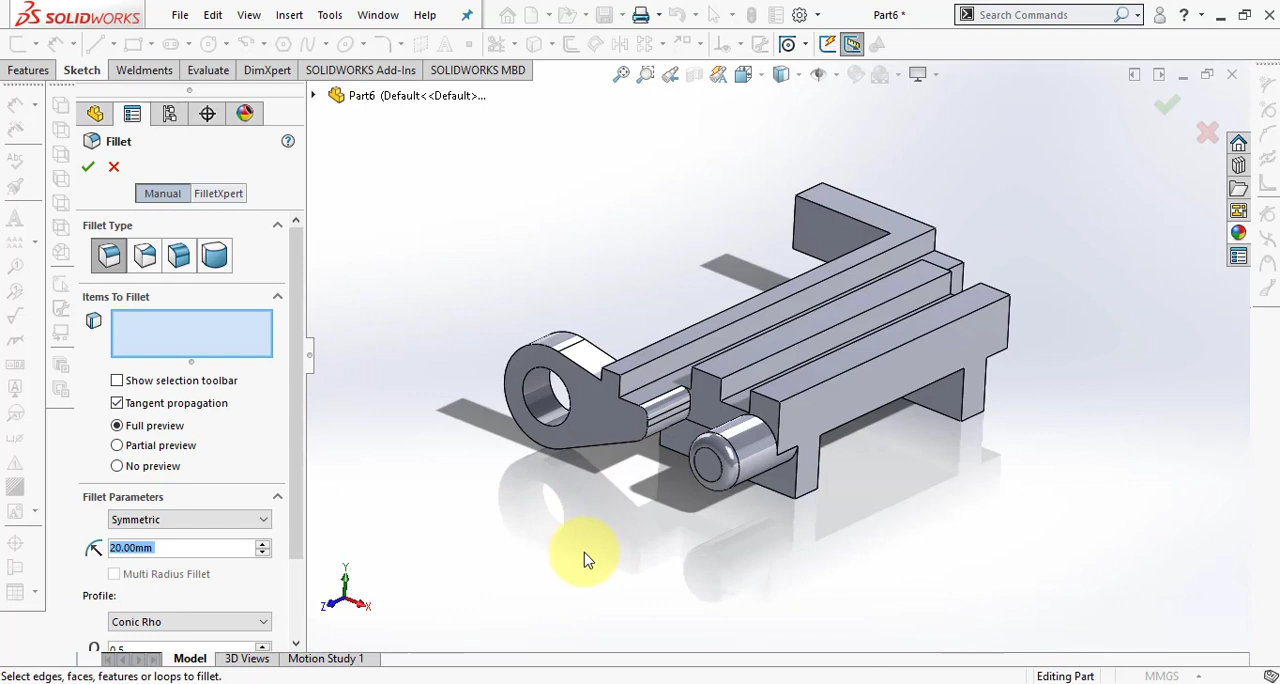 SOLIDWORKS File Edit View Insert Tools Window Help Part6 * Search Commands ?
Features Sketch Weldments Evaluate DimXpert SOLIDWORKS Add-Ins SOLIDWORKS MBD
Part6 (Default<<Default>...
Fillet
Manual FilletXpert
Fillet Type
Items To Fillet
Show selection toolbar
Tangent propagation
Full preview
Partial preview
No preview
Fillet Parameters
Symmetric
20.00mm
Multi Radius Fillet
Profile:
Conic Rho
0.5
Y
Z X
Model 3D Views Motion Study 1
Select edges, faces, features or loops to fillet. Editing Part MMGS